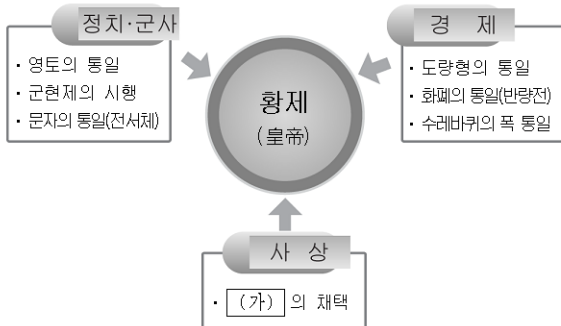 정치·군사
· 영토의 통일
· 군현제의 시행
· 문자의 통일(전서체)
황제
(皇帝)
경 제
· 도량형의 통일
· 화폐의 통일(반량전)
· 수레바퀴의 폭 통일
사 상
· (가) 의 채택